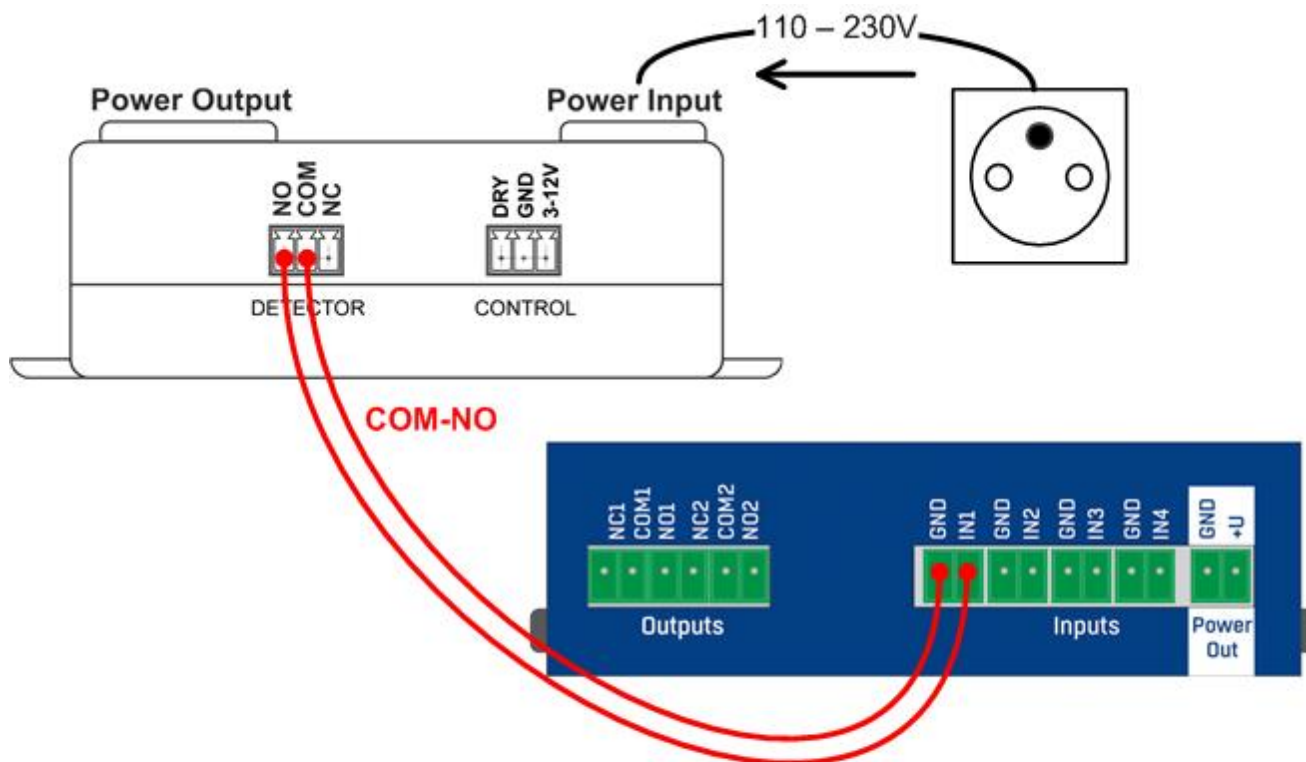 110 – 230V
Power Output
Power Input
NO
COM
NC
DRY
GND
3-12V
DETECTOR
CONTROL
COM-NO
NC1
COM1
NO1
NC2
COM2
NO2
GND
IN1
GND
IN2
GND
IN3
GND
IN4
GND
+U
Outputs
Inputs
Power
Out